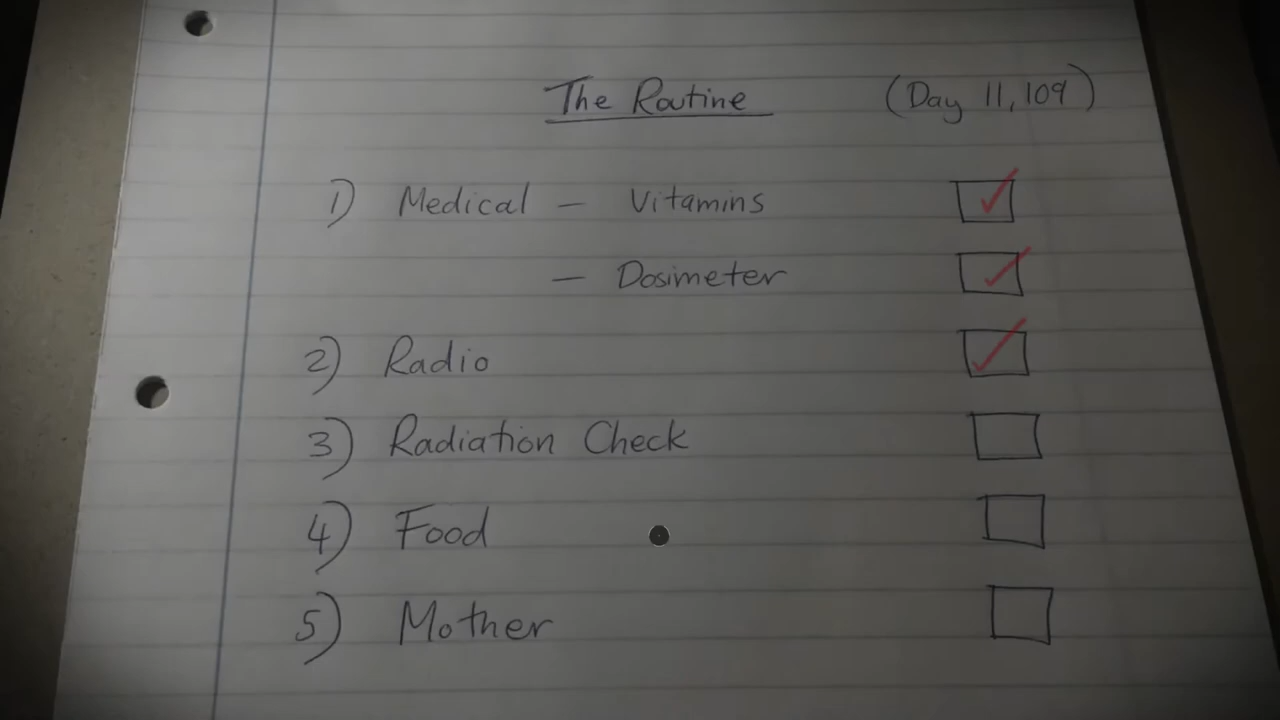 The Routine (Day 11,109)
1) Medical - Vitamins
- Dosimeter
2) Radio
3) Radiation Check
4) Food
5) Mother